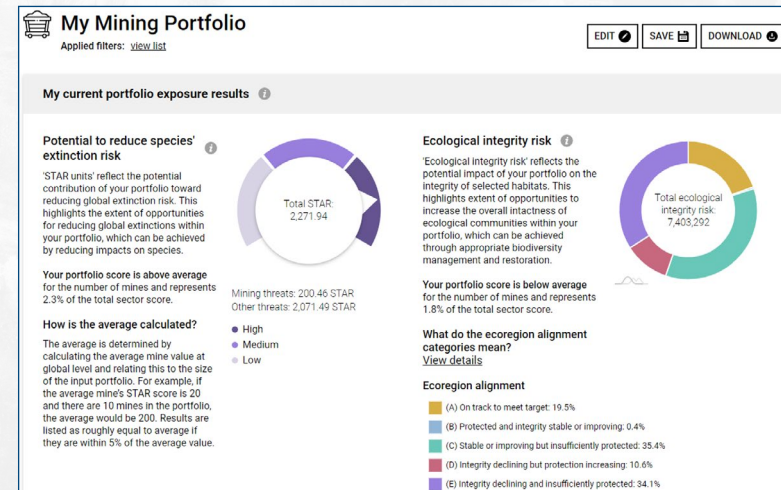 My Mining Portfolio
Applied filters: view list
EDIT
SAVE
DOWNLOAD
My current portfolio exposure results
Potential to reduce species'
extinction risk
'STAR units' reflect the potential
contribution of your portfolio toward
reducing global extinction risk. This
highlights the extent of opportunities
for reducing global extinctions within
your portfolio, which can be achieved
by reducing impacts on species.
Your portfolio score is above average
for the number of mines and represents
2.3% of the total sector score.
How is the average calculated?
The average is determined by
calculating the average mine value at
global level and relating this to the size
of the input portfolio. For example, if
the average mine's STAR score is 20
and there are 10 mines in the portfolio,
the average would be 200. Results are
listed as roughly equal to average if
they are within 5% of the average value.
Total STAR:
2,271.94
Mining threats: 200.46 STAR
Other threats: 2,071.49 STAR
High
Medium
Low
Ecological integrity risk
'Ecological integrity risk' reflects the
potential impact of your portfolio on the
integrity of selected habitats. This
highlights extent of opportunities to
increase the overall intactness of
ecological communities within your
portfolio, which can be achieved
through appropriate biodiversity
management and restoration.
Your portfolio score is below average
for the number of mines and represents
1.8% of the total sector score.
What do the ecoregion alignment
categories mean?
View details
Ecoregion alignment
(A) On track to meet target: 19.5%
(B) Protected and integrity stable or improving: 0.4%
(C) Stable or improving but insufficiently protected: 35.4%
(D) Integrity declining but protection increasing: 10.6%
(E) Integrity declining and insufficiently protected: 34.1%
Total ecological
integrity risk:
7,403,292